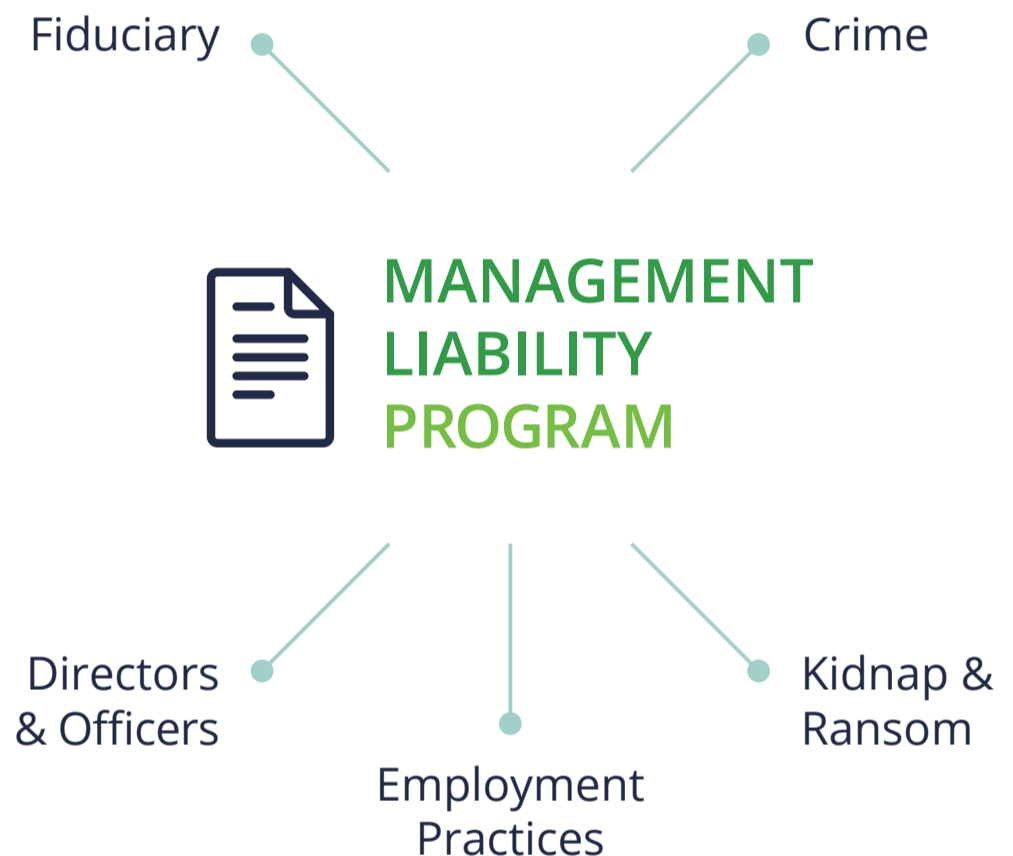 Fiduciary
Crime
MANAGEMENT
LIABILITY
PROGRAM
Directors
& Officers
Kidnap &
Ransom
Employment
Practices